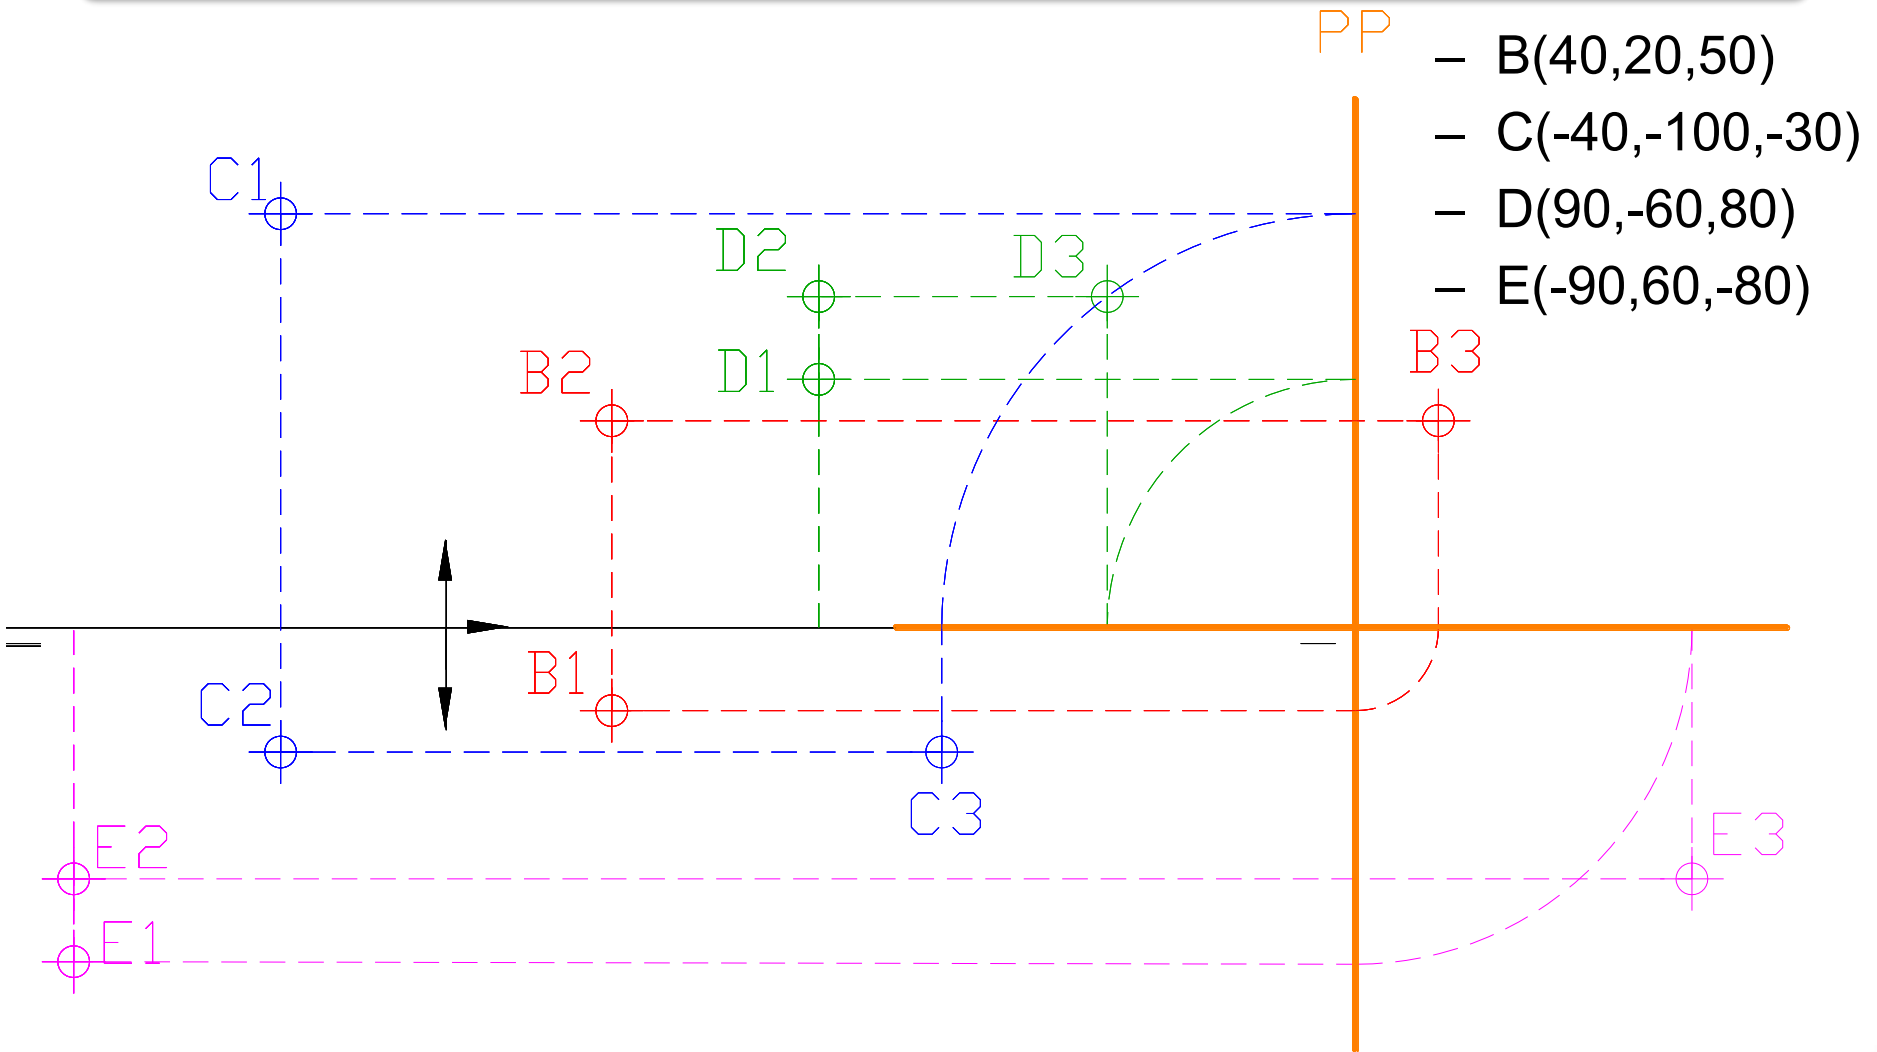 PP
– B(40,20,50)
– C(-40,-100,-30)
– D(90,-60,80)
– E(-90,60,-80)
C1
D2
D3
B2
D1
B3
B1
C2
C3
E2
E3
E1